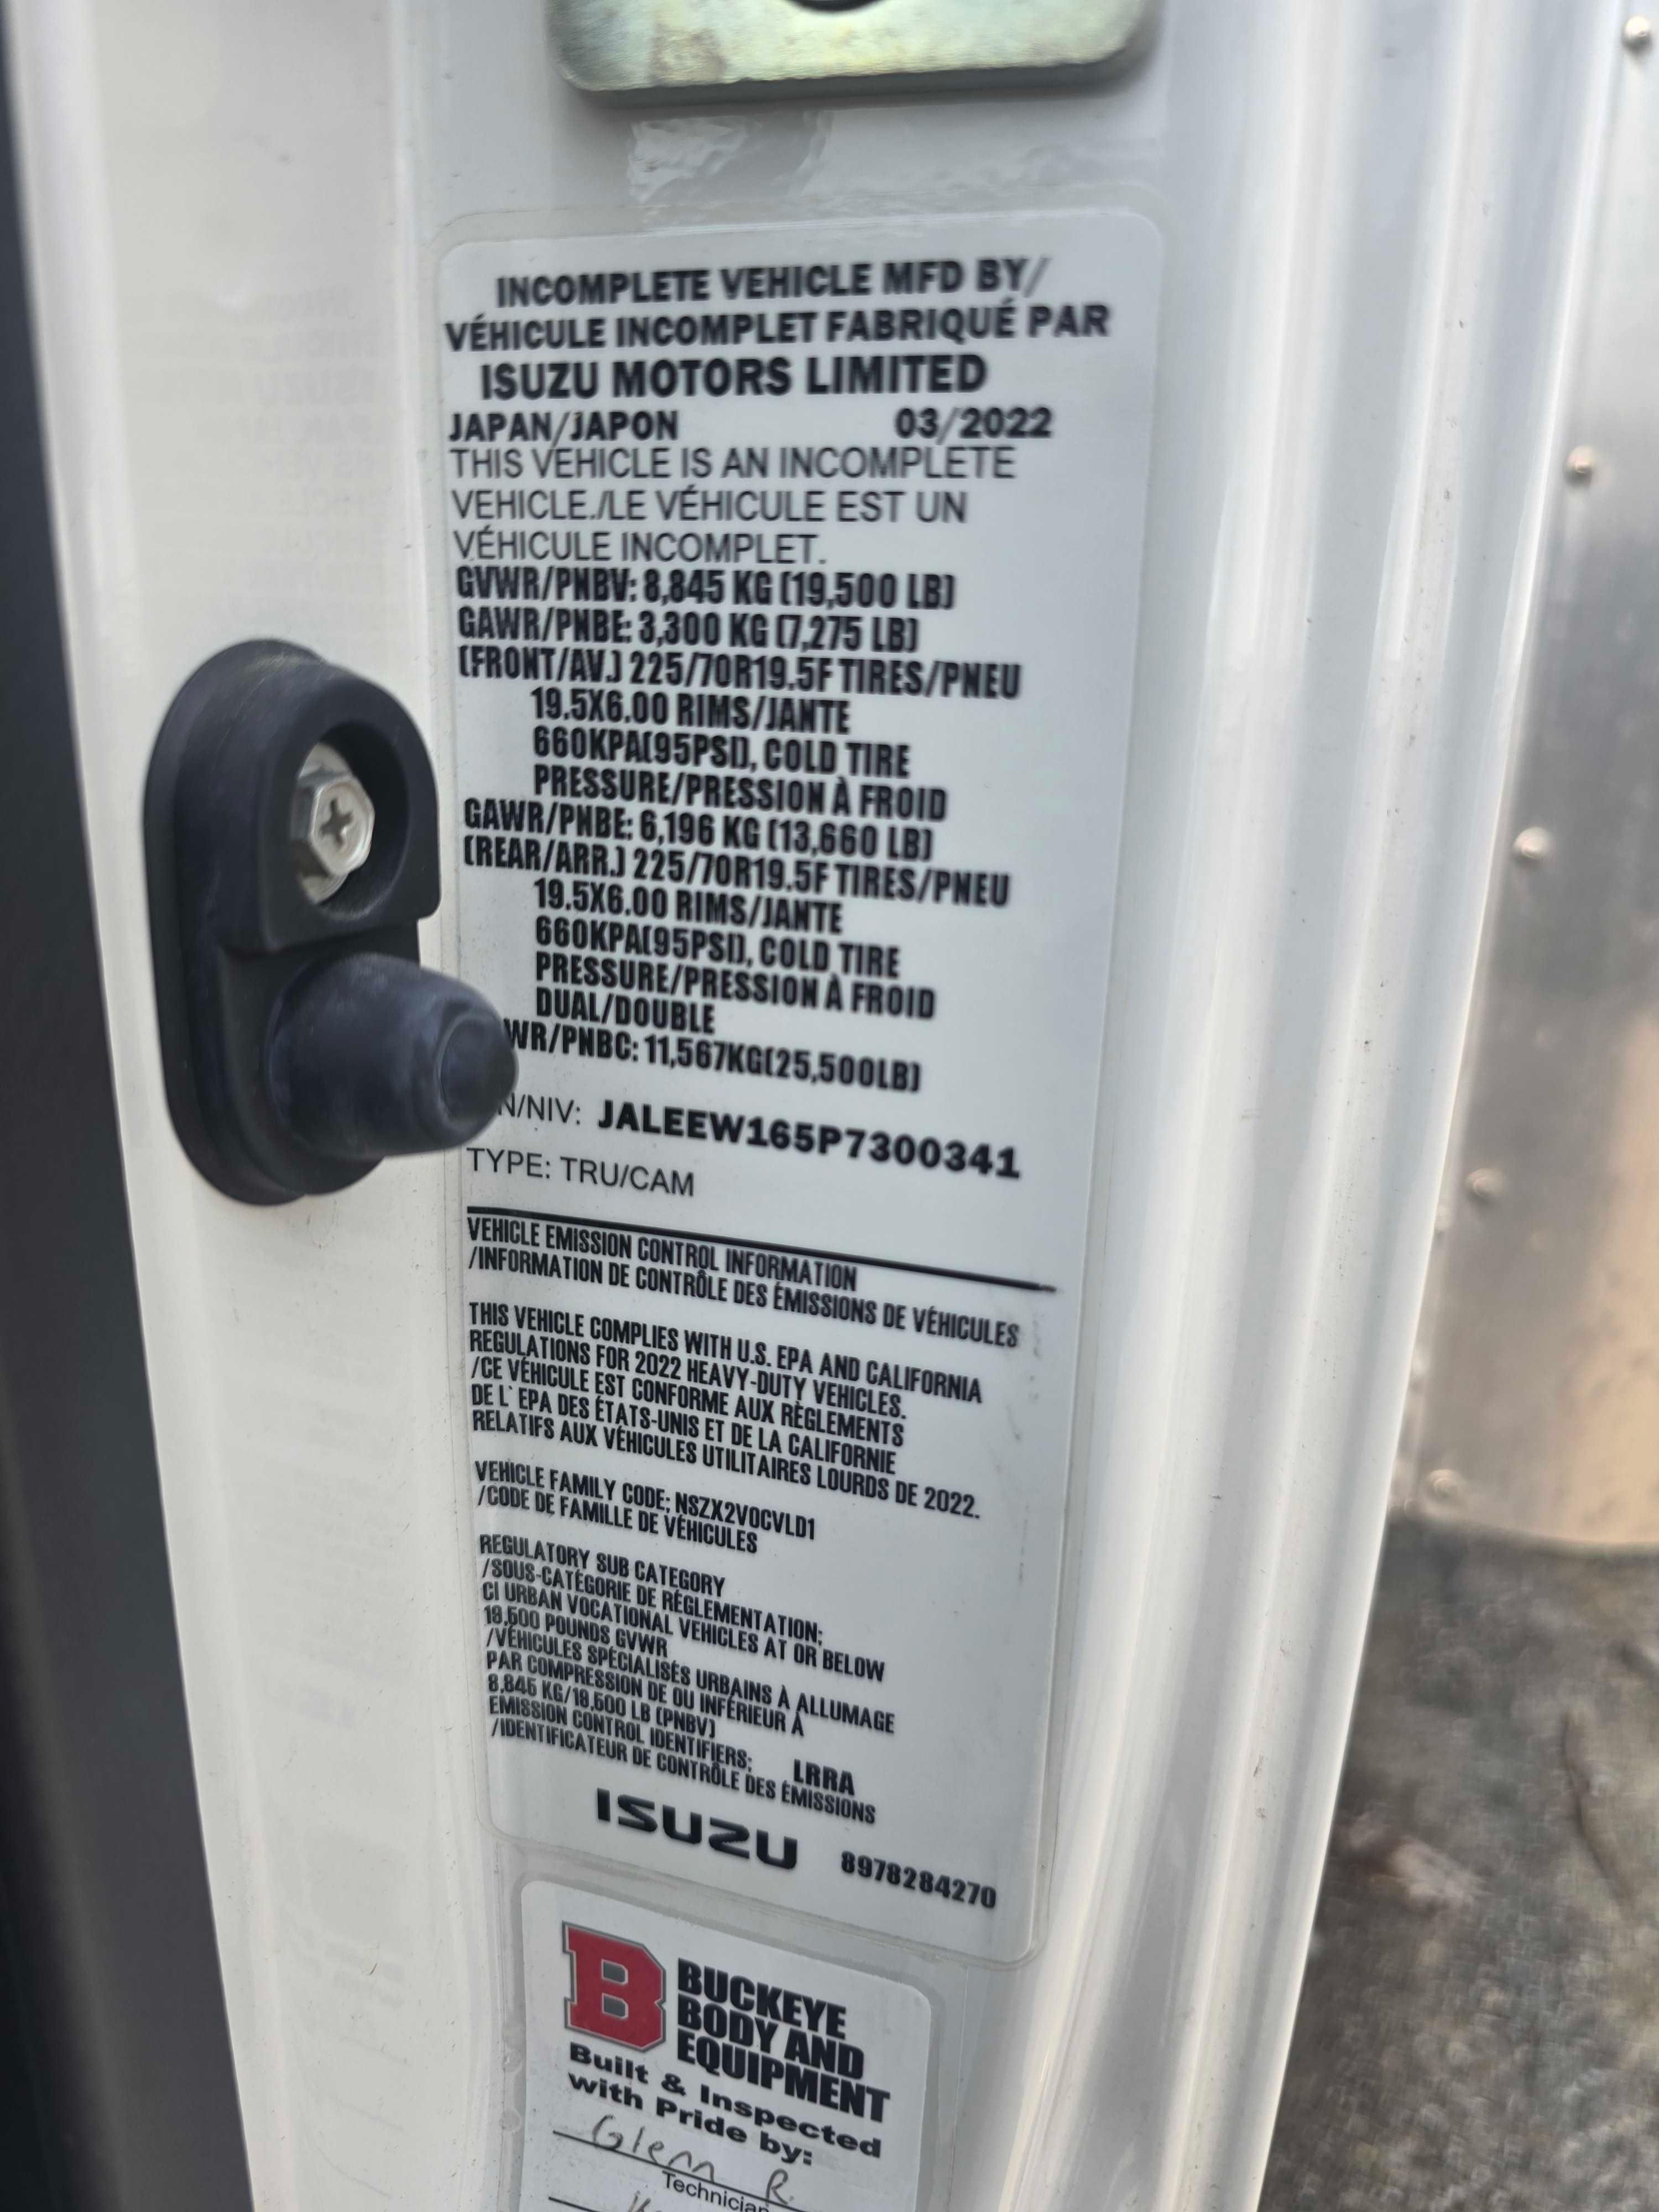 INCOMPLETE VEHICLE MFD BY/
VÉHICULE INCOMPLET FABRIQUÉ PAR
ISUZU MOTORS LIMITED
JAPAN/JAPON 03/2022
THIS VEHICLE IS AN INCOMPLETE
VEHICLE./LE VÉHICULE EST UN
VÉHICULE INCOMPLET.
GVWR/PNBV: 8,845 KG (19,500 LB)
GAWR/PNBE: 3,300 KG (7,275 LB)
(FRONT/AV.) 225/70R19.5F TIRES/PNEU
19.5X6.00 RIMS/JANTE
660KPA(95PSI), COLD TIRE
PRESSURE/PRESSION À FROID
GAWR/PNBE: 6,196 KG (13,660 LB)
(REAR/ARR.) 225/70R19.5F TIRES/PNEU
19.5X6.00 RIMS/JANTE
660KPA(95PSI), COLD TIRE
PRESSURE/PRESSION À FROID
DUAL/DOUBLE
WR/PNBC: 11,567KG(25,500LB)
N/NIV: JALEEW165P7300341
TYPE: TRU/CAM
VEHICLE EMISSION CONTROL INFORMATION
/INFORMATION DE CONTRÔLE DES ÉMISSIONS DE VÉHICULES
THIS VEHICLE COMPLIES WITH U.S. EPA AND CALIFORNIA
REGULATIONS FOR 2022 HEAVY-DUTY VEHICLES.
/CE VÉHICULE EST CONFORME AUX RÈGLEMENTS
DE L'EPA DES ÉTATS-UNIS ET DE LA CALIFORNIE
RELATIFS AUX VÉHICULES UTILITAIRES LOURDS DE 2022.
VEHICLE FAMILY CODE: NSZX2VOCVLD1
/CODE DE FAMILLE DE VÉHICULES
REGULATORY SUB CATEGORY
/SOUS-CATÉGORIE DE RÉGLEMENTATION:
CI URBAN VOCATIONAL VEHICLES AT OR BELOW
19,500 POUNDS GVWR
/VÉHICULES SPÉCIALISÉS URBAINS À ALLUMAGE
PAR COMPRESSION DE OU INFÉRIEUR À
8,845 KG/19,500 LB (PNBV)
EMISSION CONTROL IDENTIFIERS: LRRA
/IDENTIFICATEUR DE CONTRÔLE DES ÉMISSIONS
ISUZU 8978284270
B BUCKEYE
BODY AND
EQUIPMENT
Built & Inspected
with Pride by:
Glenn R.
Technician